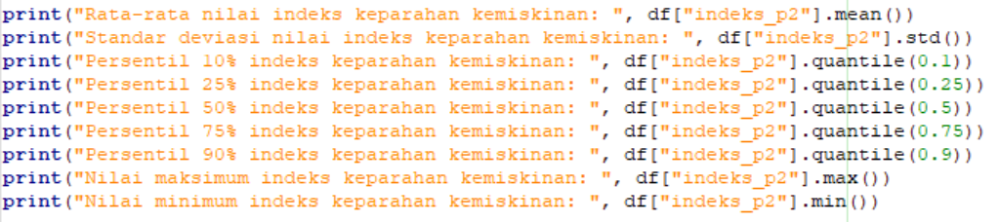 print("Rata-rata nilai indeks keparahan kemiskinan: ", df["indeks_p2"].mean())
print("Standar deviasi nilai indeks keparahan kemiskinan: ", df["indeks_p2"].std())
print("Persentil 10% indeks keparahan kemiskinan: ", df["indeks_p2"].quantile(0.1))
print("Persentil 25% indeks keparahan kemiskinan: ", df["indeks_p2"].quantile(0.25))
print("Persentil 50% indeks keparahan kemiskinan: ", df["indeks_p2"].quantile(0.5))
print("Persentil 75% indeks keparahan kemiskinan: ", df["indeks_p2"].quantile(0.75))
print("Persentil 90% indeks keparahan kemiskinan: ", df["indeks_p2"].quantile(0.9))
print("Nilai maksimum indeks keparahan kemiskinan: ", df["indeks_p2"].max())
print("Nilai minimum indeks keparahan kemiskinan: ", df["indeks_p2"].min())